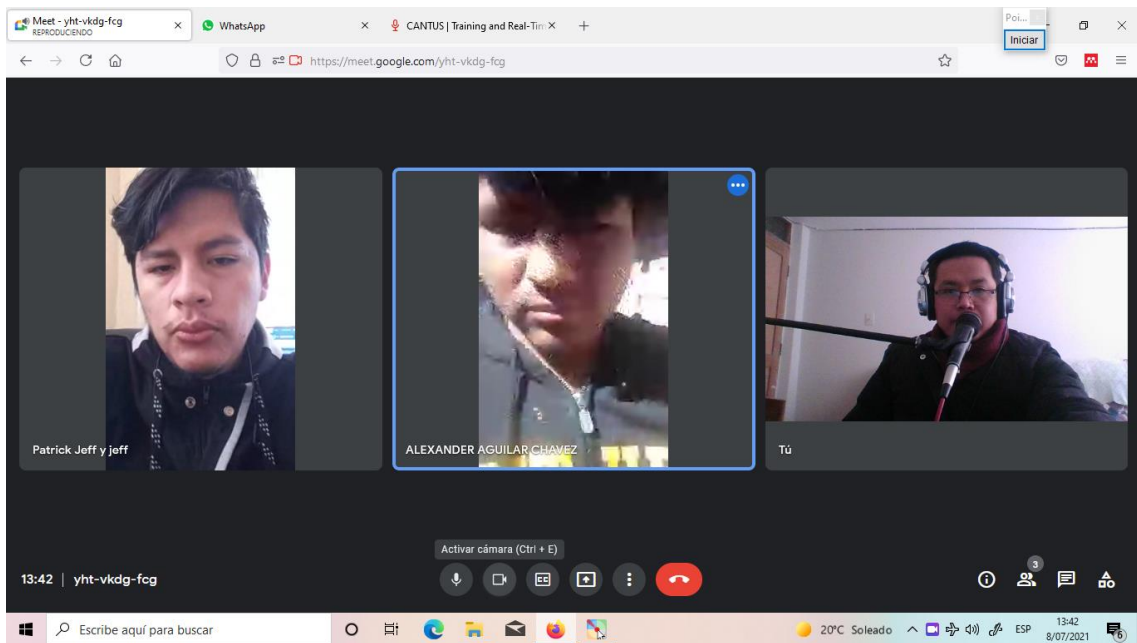 Meet - yht-vkdg-fcg
REPRODUCIENDO
WhatsApp
CANTUS | Training and Real-Tim
Poi...
Iniciar
https://meet.google.com/yht-vkdg-fcg
Patrick Jeff y jeff
ALEXANDER AGUILAR CHAVEZ
Tú
Activar cámara (Ctrl + E)
13:42 | yht-vkdg-fcg
3
Escribe aquí para buscar
20°C Soleado
ESP
13:42
8/07/2021
6